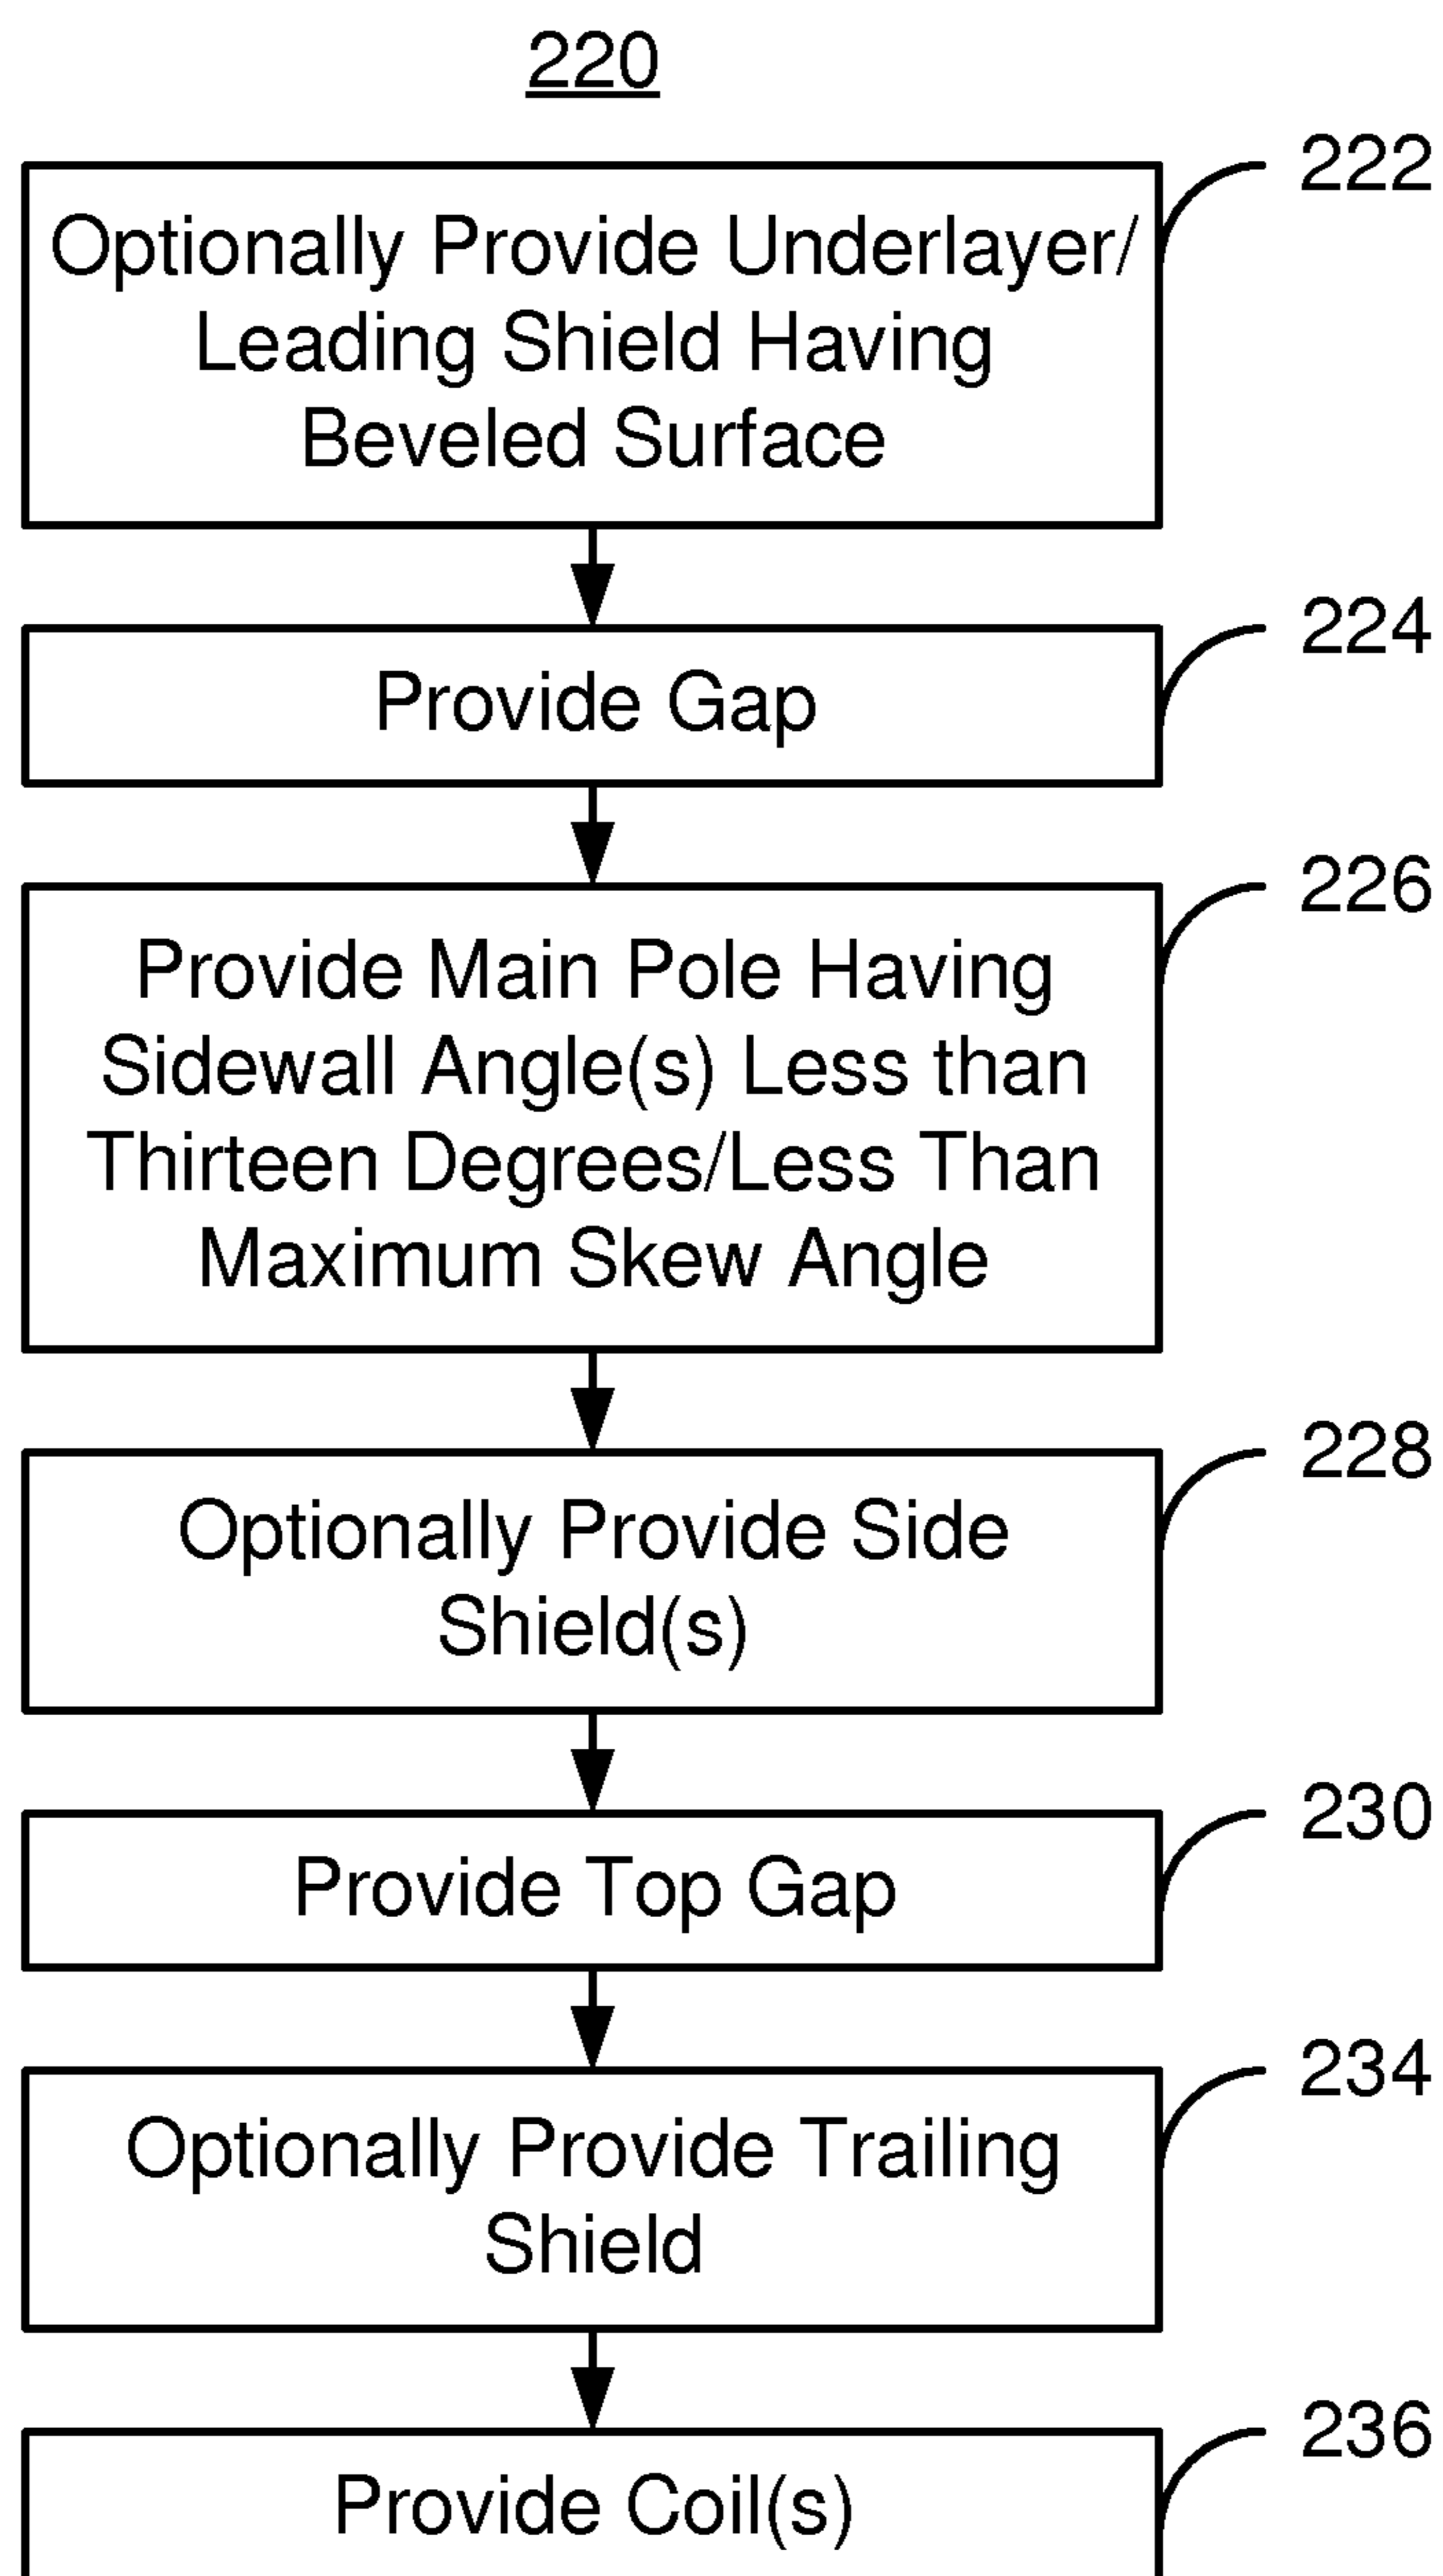 220
222
Optionally Provide Underlayer/
Leading Shield Having
Beveled Surface
224
Provide Gap
226
Provide Main Pole Having
Sidewall Angle(s) Less than
Thirteen Degrees/Less Than
Maximum Skew Angle
228
Optionally Provide Side
Shield(s)
230
Provide Top Gap
234
Optionally Provide Trailing
Shield
236
Provide Coil(s)